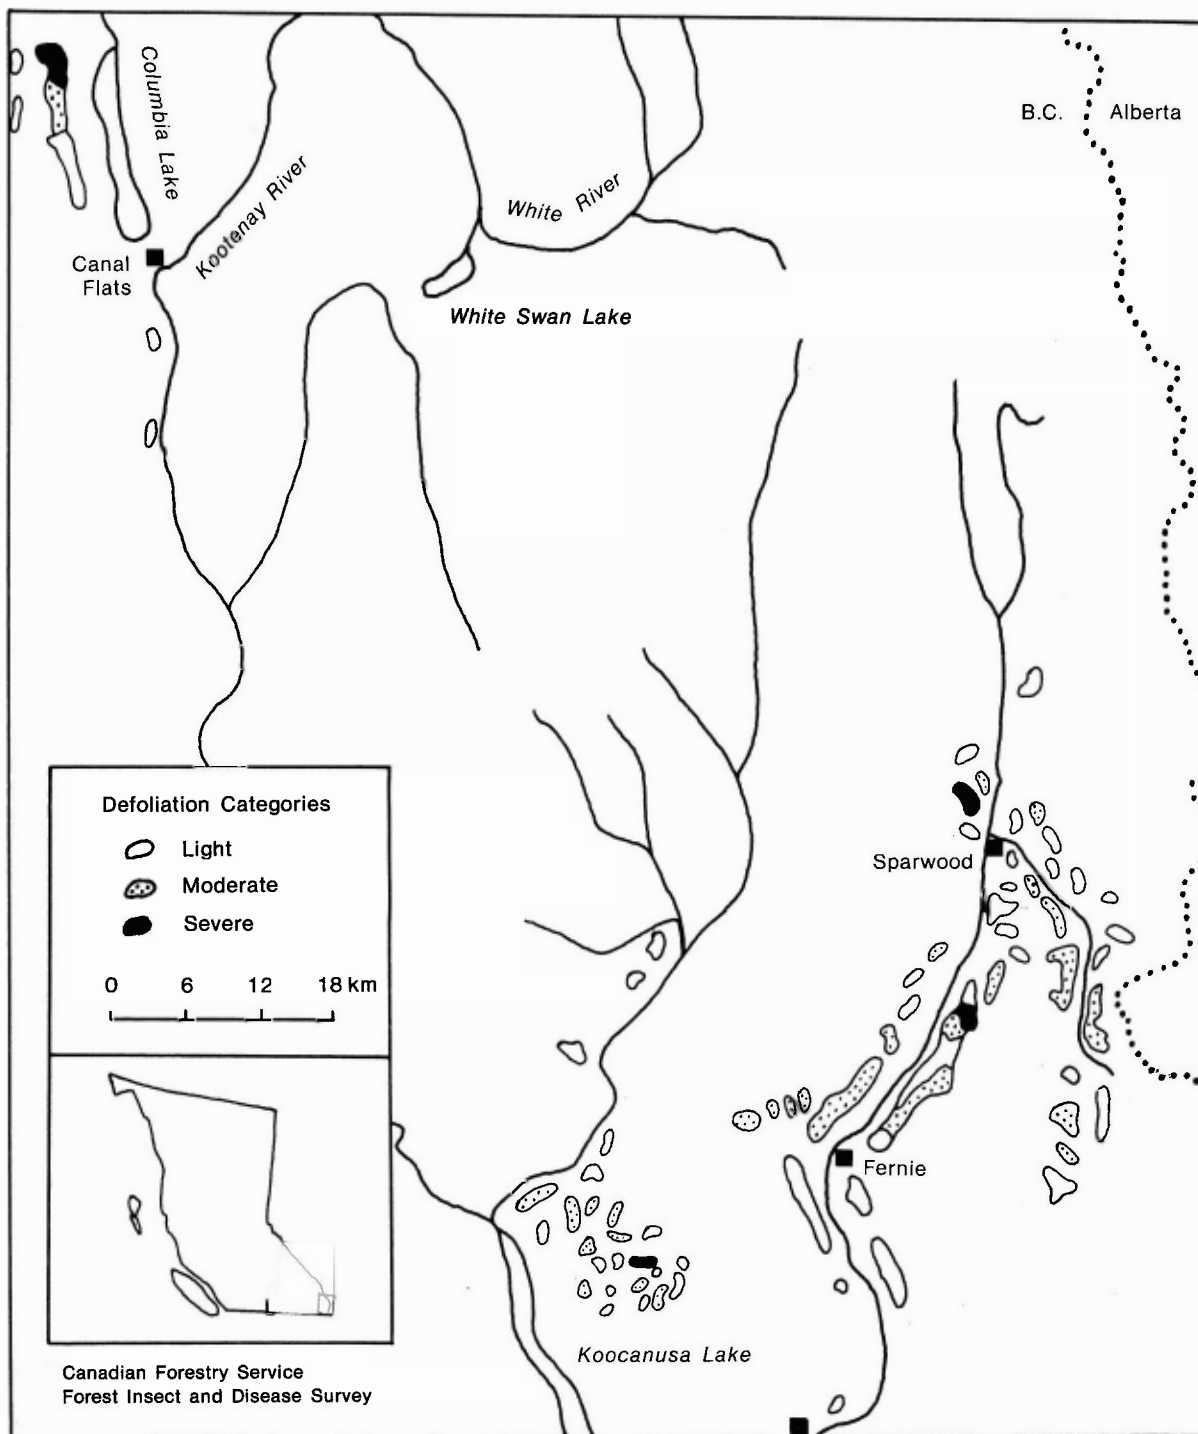 Columbia Lake
Kootenay River
White River
B.C. Alberta
Canal
Flats
White Swan Lake
Sparwood
Fernie
Koocanusa Lake
Defoliation Categories
Light
Moderate
Severe
0 6 12 18 km
Canadian Forestry Service
Forest Insect and Disease Survey